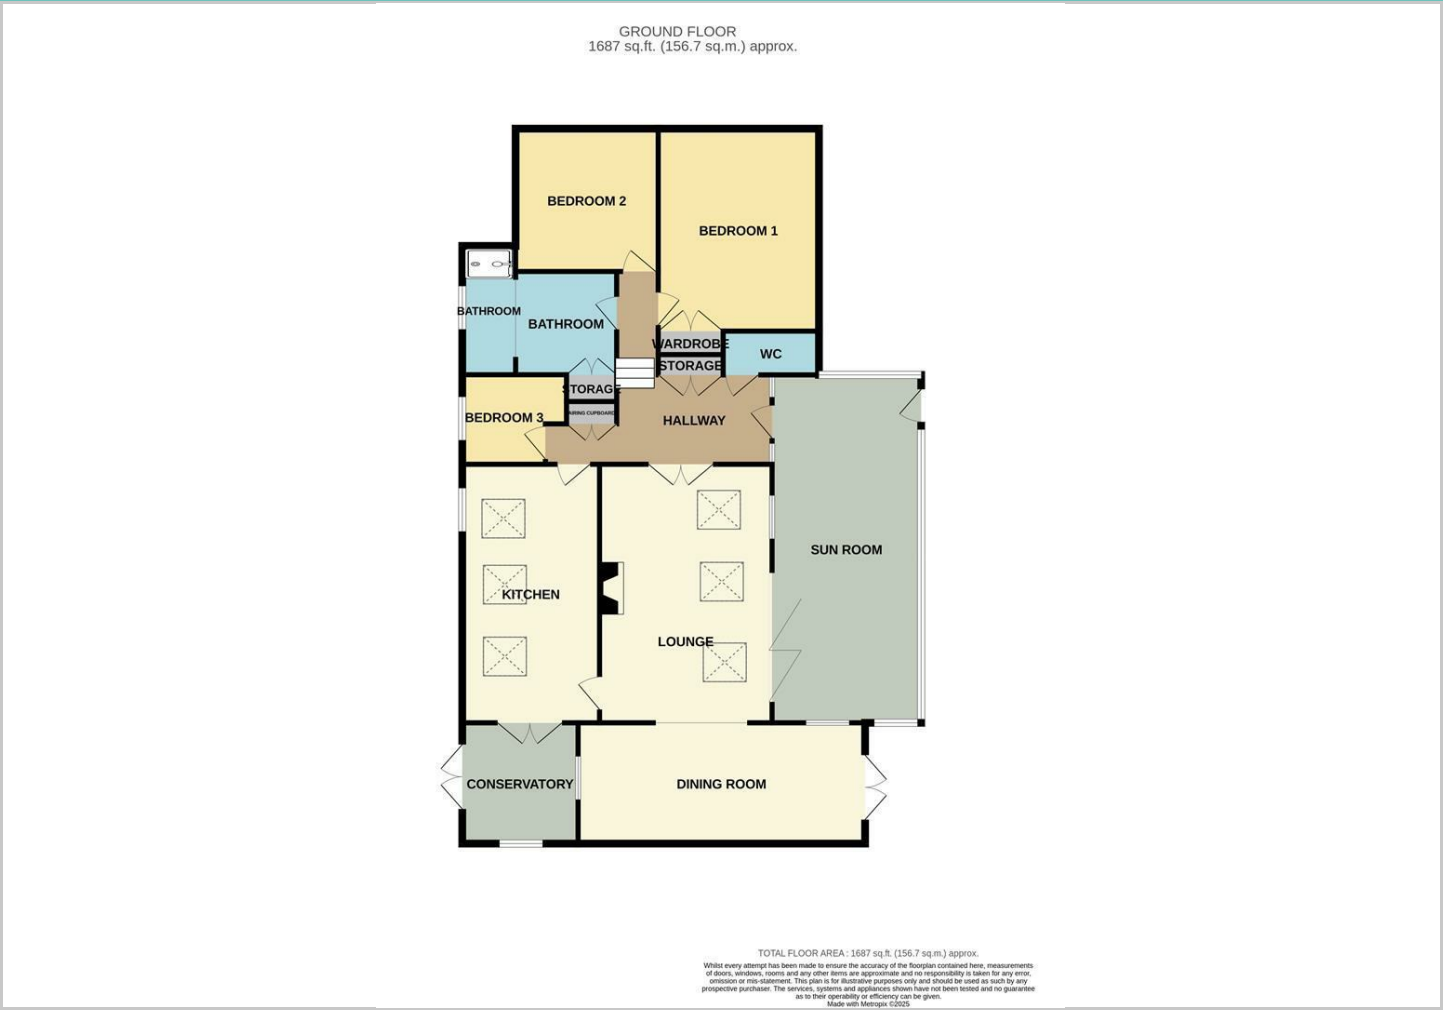 GROUND FLOOR
1687 sq.ft. (156.7 sq.m.) approx.
BEDROOM 2
BEDROOM 1
BATHROOM
BATHROOM
WARDROBE
WC
STORAGE
STORAGE
AIRING CUPBOARD
BEDROOM 3
HALLWAY
SUN ROOM
KITCHEN
LOUNGE
CONSERVATORY
DINING ROOM
TOTAL FLOOR AREA : 1687 sq.ft. (156.7 sq.m.) approx.
Whilst every attempt has been made to ensure the accuracy of the floorplan contained here, measurements
of doors, windows, rooms and any other items are approximate and no responsibility is taken for any error,
omission or mis-statement. This plan is for illustrative purposes only and should be used as such by any
prospective purchaser. The services, systems and appliances shown have not been tested and no guarantee
as to their operability or efficiency can be given.
Made with Metropix ©2025